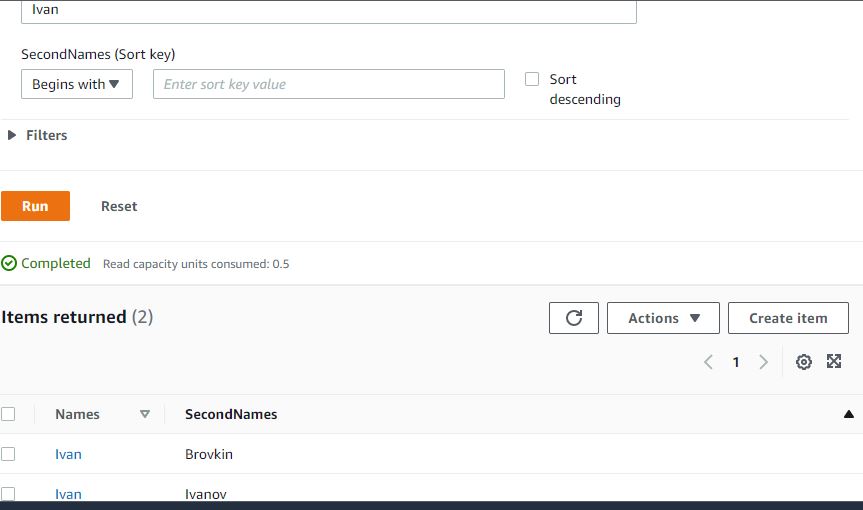 Ivan
SecondNames (Sort key)
Begins with
Enter sort key value
Sort
descending
Filters
Run
Reset
Completed
Read capacity units consumed: 0.5
Items returned (2)
Actions
Create item
1
Names
SecondNames
Ivan
Brovkin
Ivan
Ivanov